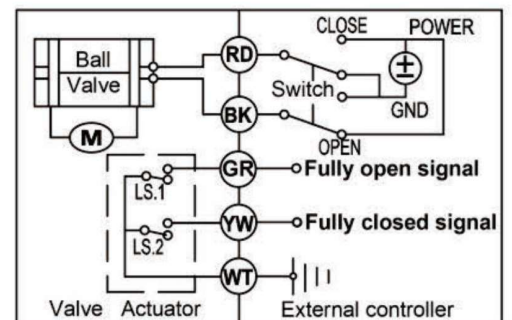 CLOSE POWER
Ball
Valve
RD
±
Switch
GND
BK
M
OPEN
GR
Fully open signal
LS.1
YW
Fully closed signal
LS.2
WT
Valve Actuator
External controller